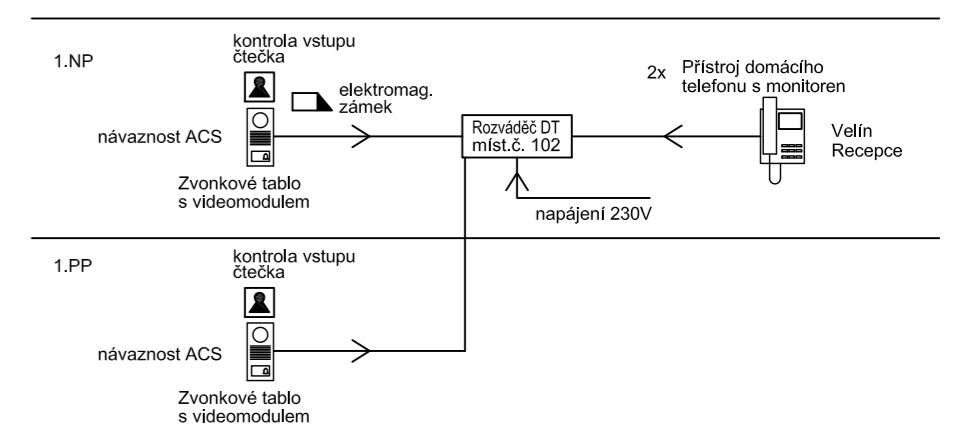 1.NP
kontrola vstupu
čtečka
elektromag.
zámek
návaznost ACS
Zvonkové tablo
s videomodulem
Rozváděč DT
míst.č. 102
napájení 230V
2x
Přístroj domácího
telefonu s monitoren
Velín
Recepce
1.PP
kontrola vstupu
čtečka
návaznost ACS
Zvonkové tablo
s videomodulem